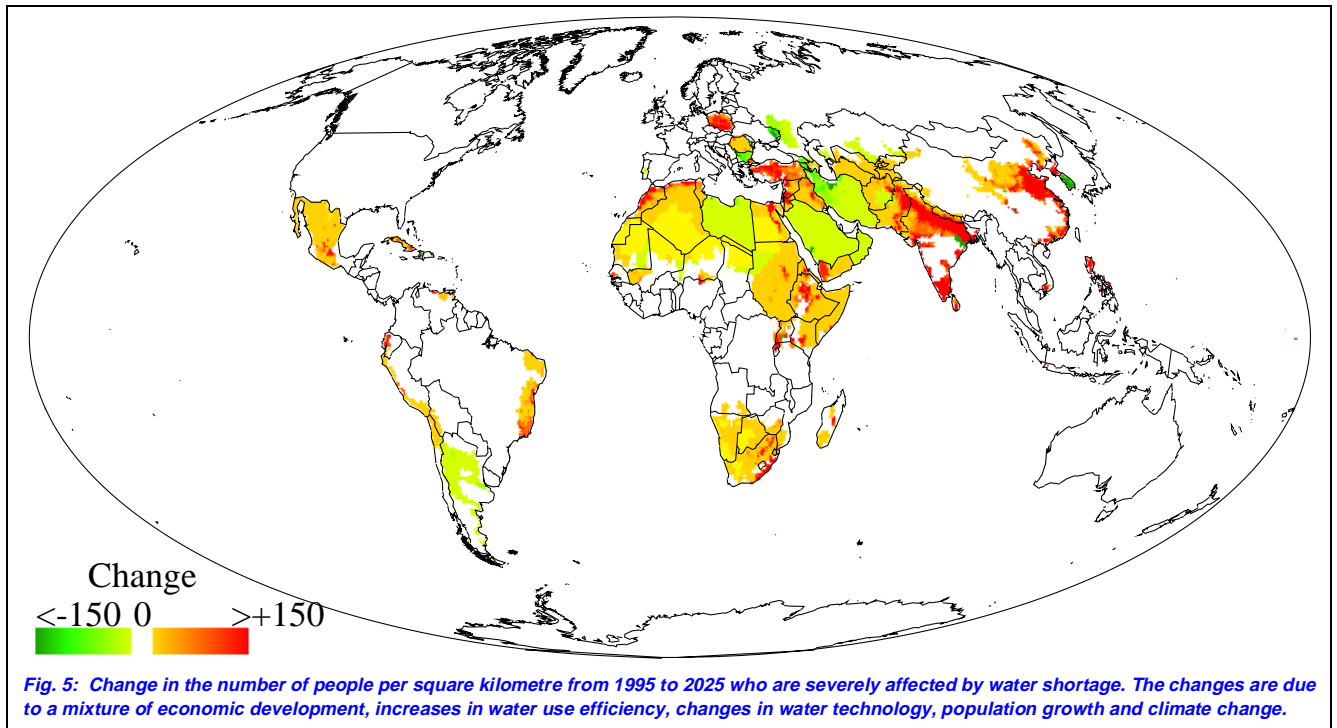 Change
<-150 0 >+150
Fig. 5: Change in the number of people per square kilometre from 1995 to 2025 who are severely affected by water shortage. The changes are due
to a mixture of economic development, increases in water use efficiency, changes in water technology, population growth and climate change.